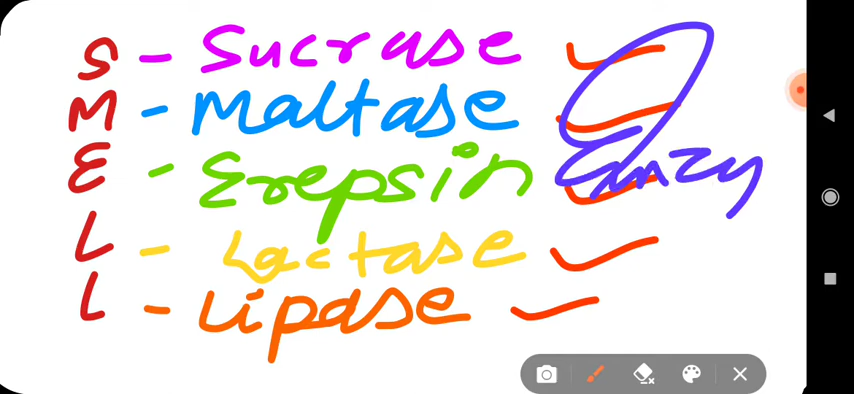 S - Sucrase
M - Maltase
E - Erepsin Enzy
L - Lactase
L - Lipase